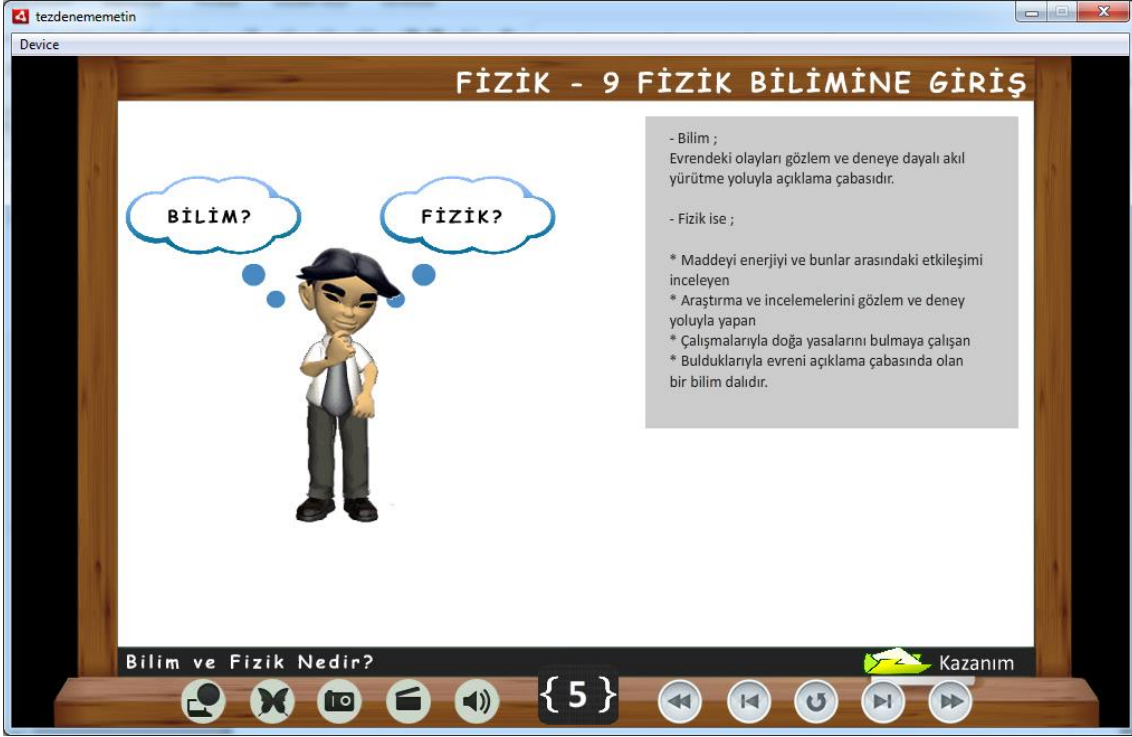 tezdenememetin
Device
FİZİK - 9 FİZİK BİLİMİNE GİRİŞ
BİLİM?
FİZİK?
- Bilim ;
Evrendeki olayları gözlem ve deneye dayalı akıl
yürütme yoluyla açıklama çabasıdır.
- Fizik ise ;
* Maddeyi enerjiyi ve bunlar arasındaki etkileşimi
inceleyen
* Araştırma ve incelemelerini gözlem ve deney
yoluyla yapan
* Çalışmalarıyla doğa yasalarını bulmaya çalışan
* Bulduklarıyla evreni açıklama çabasında olan
bir bilim dalıdır.
Bilim ve Fizik Nedir?
Kazanım
{5}